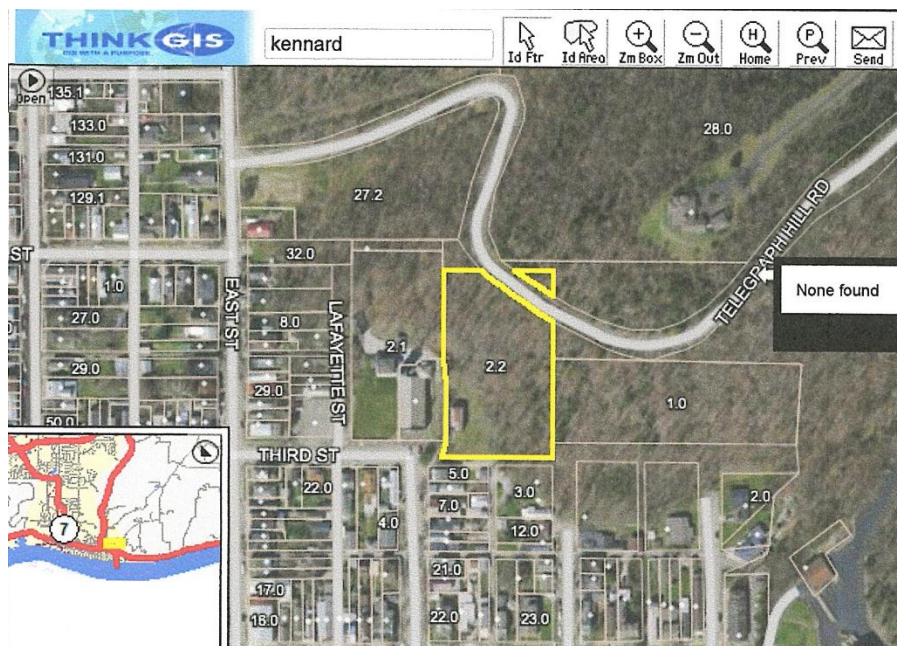 THINK GIS
GIS WITH A PURPOSE
kennard
Id Ftr
Id Area
Zm Box
Zm Out
H
Home
P
Prev
Send
Open
135.1
133.0
131.0
129.1
28.0
27.2
ST
32.0
1.0
27.0
29.0
50.0
EAST ST
LAFAYETTE ST
8.0
29.0
2.1
2.2
1.0
TELEGRAPH HILL RD
None found
THIRD ST
22.0
4.0
5.0
7.0
3.0
12.0
2.0
21.0
22.0
23.0
17.0
16.0
7